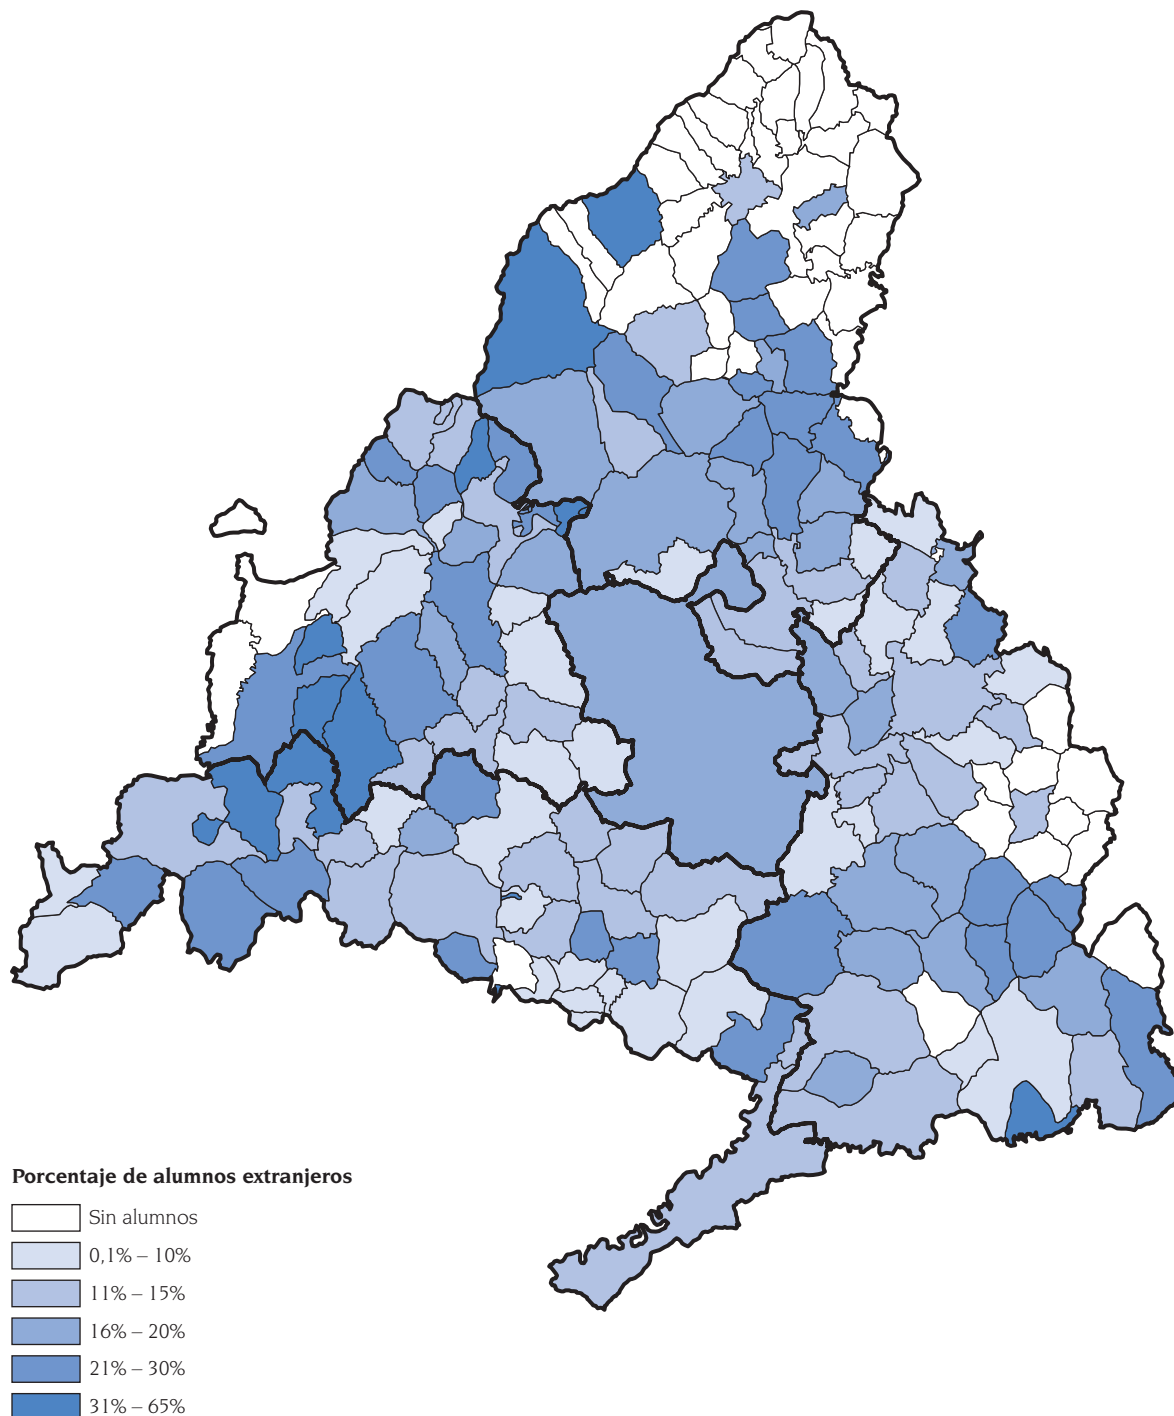 Porcentaje de alumnos extranjeros
Sin alumnos
0,1% – 10%
11% – 15%
16% – 20%
21% – 30%
31% – 65%